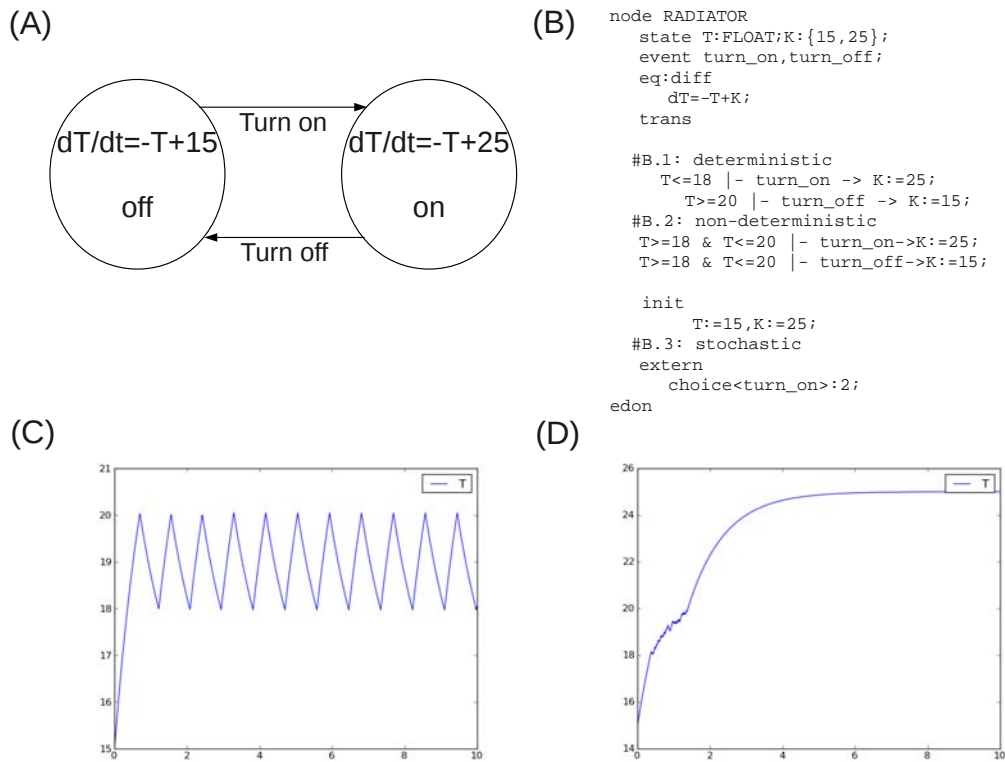 (A)
dT/dt=-T+15
off
Turn on
Turn off
dT/dt=-T+25
on
(B)
node RADIATOR
state T:FLOAT;K:{15,25};
event turn_on,turn_off;
eq:diff
dT=-T+K;
trans
#B.1: deterministic
T<=18 |- turn_on -> K:=25;
T>=20 |- turn_off -> K:=15;
#B.2: non-deterministic
T>=18 & T<=20 |- turn_on->K:=25;
T>=18 & T<=20 |- turn_off->K:=15;
init
T:=15,K:=25;
#B.3: stochastic
extern
choice<turn_on>:2;
edon
(C)
21
20
19
18
17
16
15
0 2 4 6 8 10
T
(D)
26
24
22
20
18
16
14
0 2 4 6 8 10
T